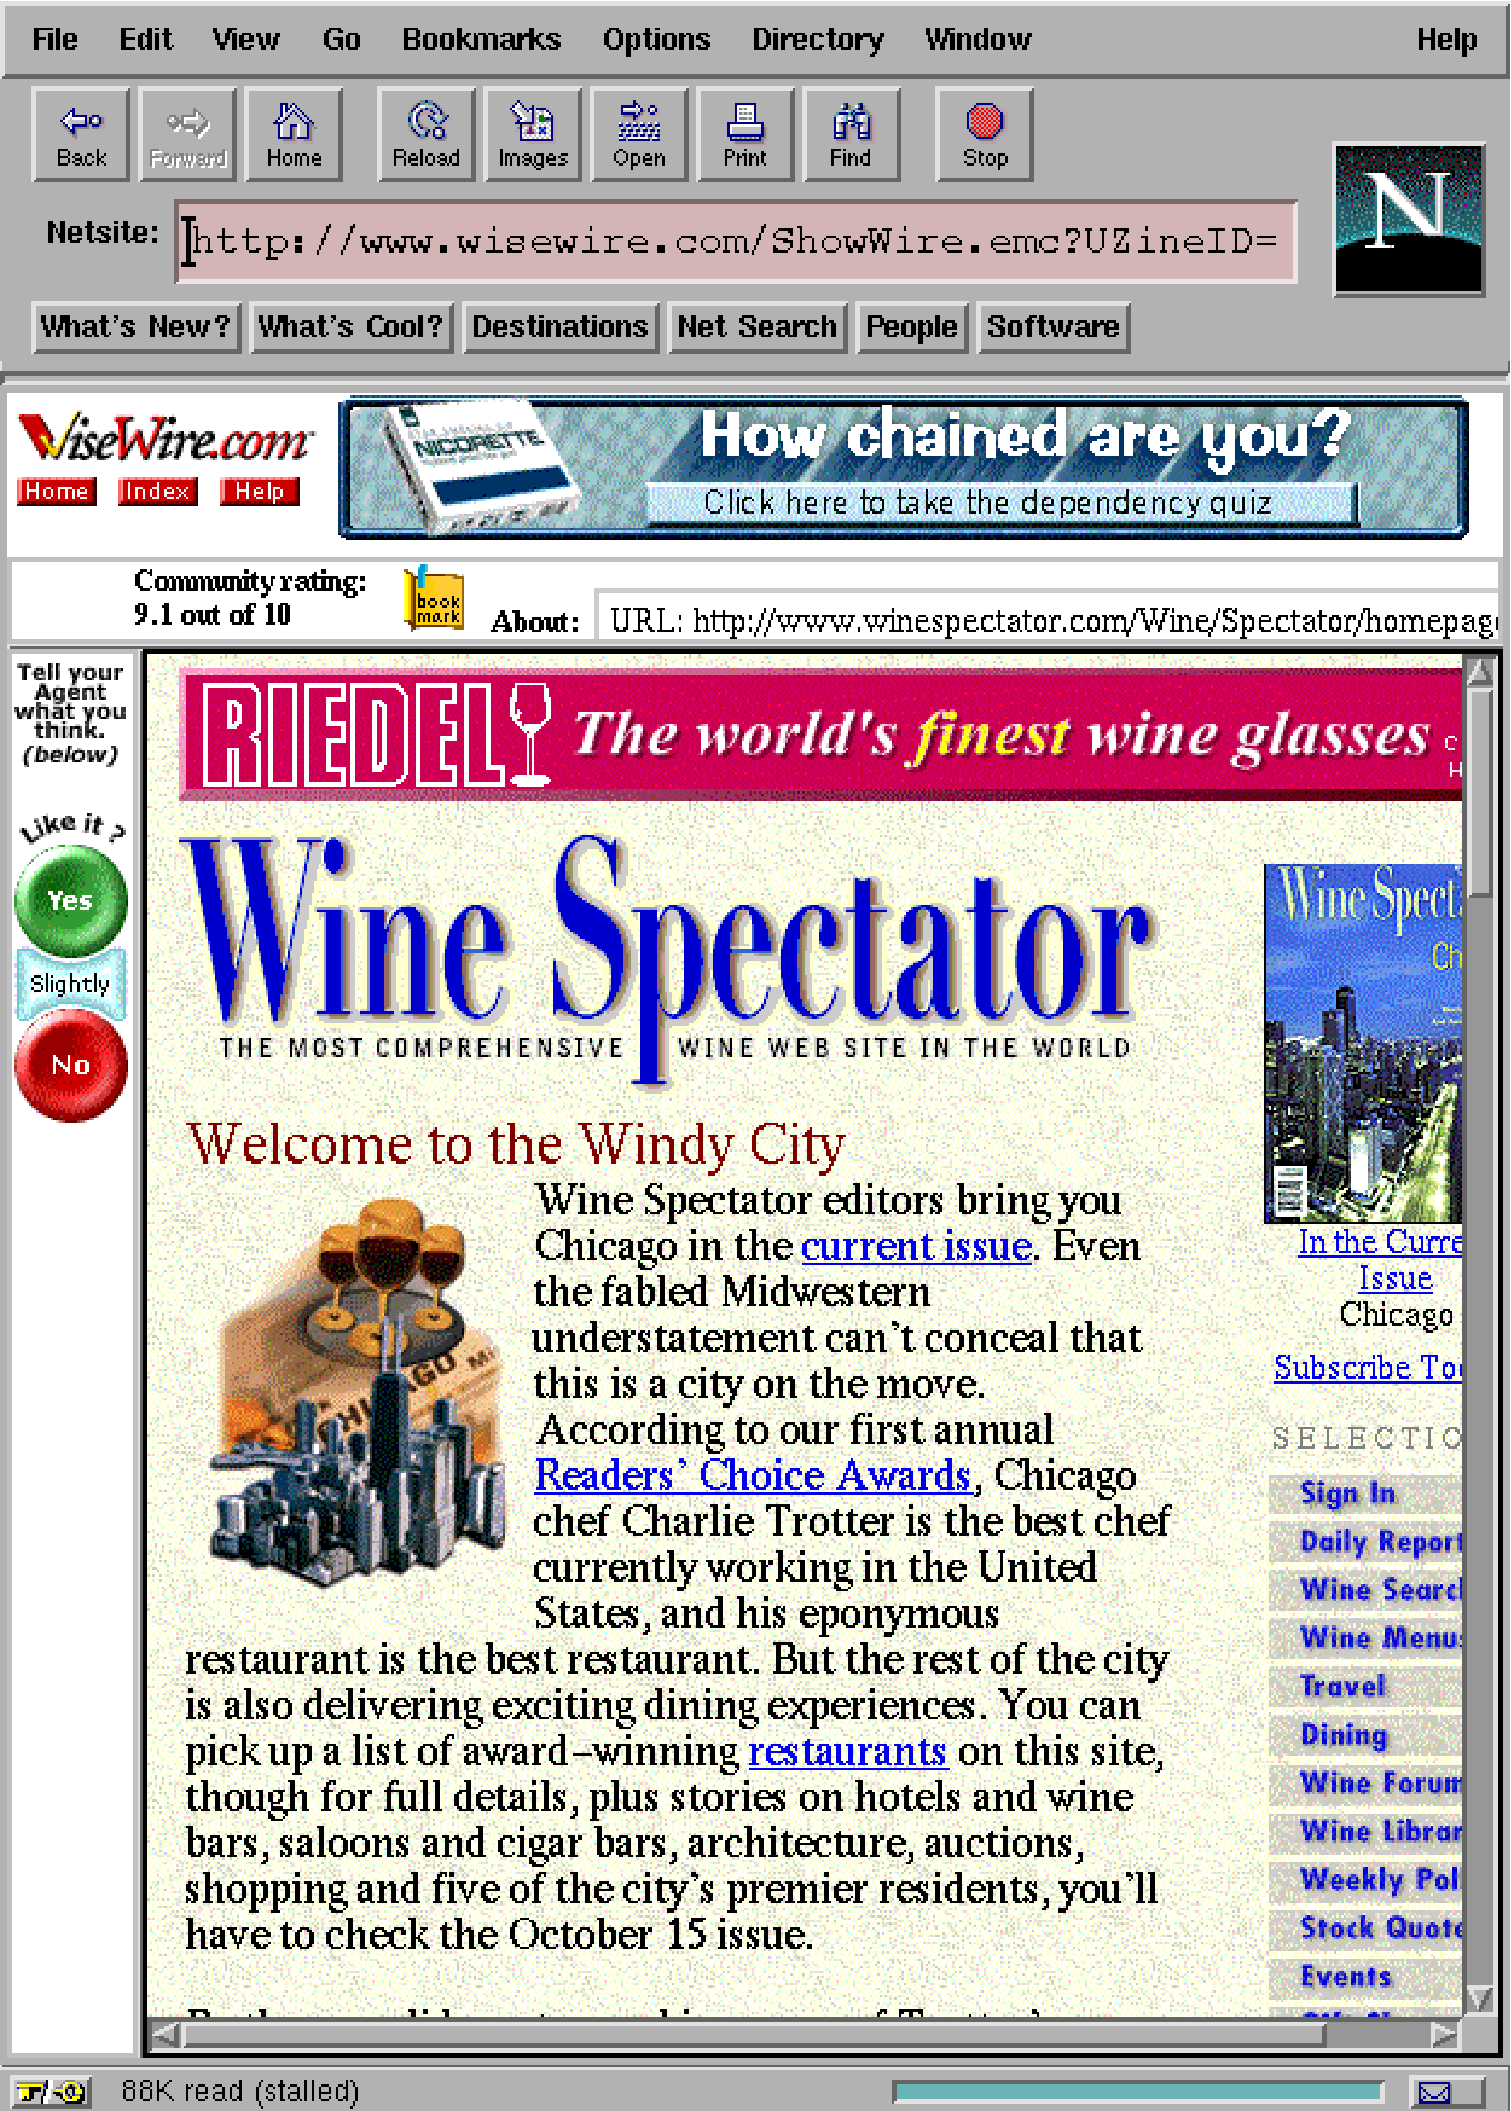 File Edit View Go Bookmarks Options Directory Window Help
Back Forward Home Reload Images Open Print Find Stop
Netsite: http://www.wisewire.com/ShowWire.emc?UZineID=
N
What's New? What's Cool? Destinations Net Search People Software
WiseWire.com
Home Index Help
NICORETTE
How chained are you?
Click here to take the dependency quiz
Community rating:
9.1 out of 10
book
mark
About: URL: http://www.winespectator.com/Wine/Spectator/homepag
Tell your
Agent
what you
think.
(below)
Like it ?
Yes
Slightly
No
RIEDEL The world's finest wine glasses
Wine Spectator
THE MOST COMPREHENSIVE WINE WEB SITE IN THE WORLD
Welcome to the Windy City
CHICAGO
Wine Spectator editors bring you
Chicago in the current issue. Even
the fabled Midwestern
understatement can't conceal that
this is a city on the move.
According to our first annual
Readers' Choice Awards, Chicago
chef Charlie Trotter is the best chef
currently working in the United
States, and his eponymous
restaurant is the best restaurant. But the rest of the city
is also delivering exciting dining experiences. You can
pick up a list of award-winning restaurants on this site,
though for full details, plus stories on hotels and wine
bars, saloons and cigar bars, architecture, auctions,
shopping and five of the city's premier residents, you'll
have to check the October 15 issue.
Wine Spect
Ch
In the Curre
Issue
Chicago
Subscribe To
SELECTIO
Sign In
Daily Report
Wine Searc
Wine Menu
Travel
Dining
Wine Forum
Wine Librar
Weekly Pol
Stock Quote
Events
88K read (stalled)